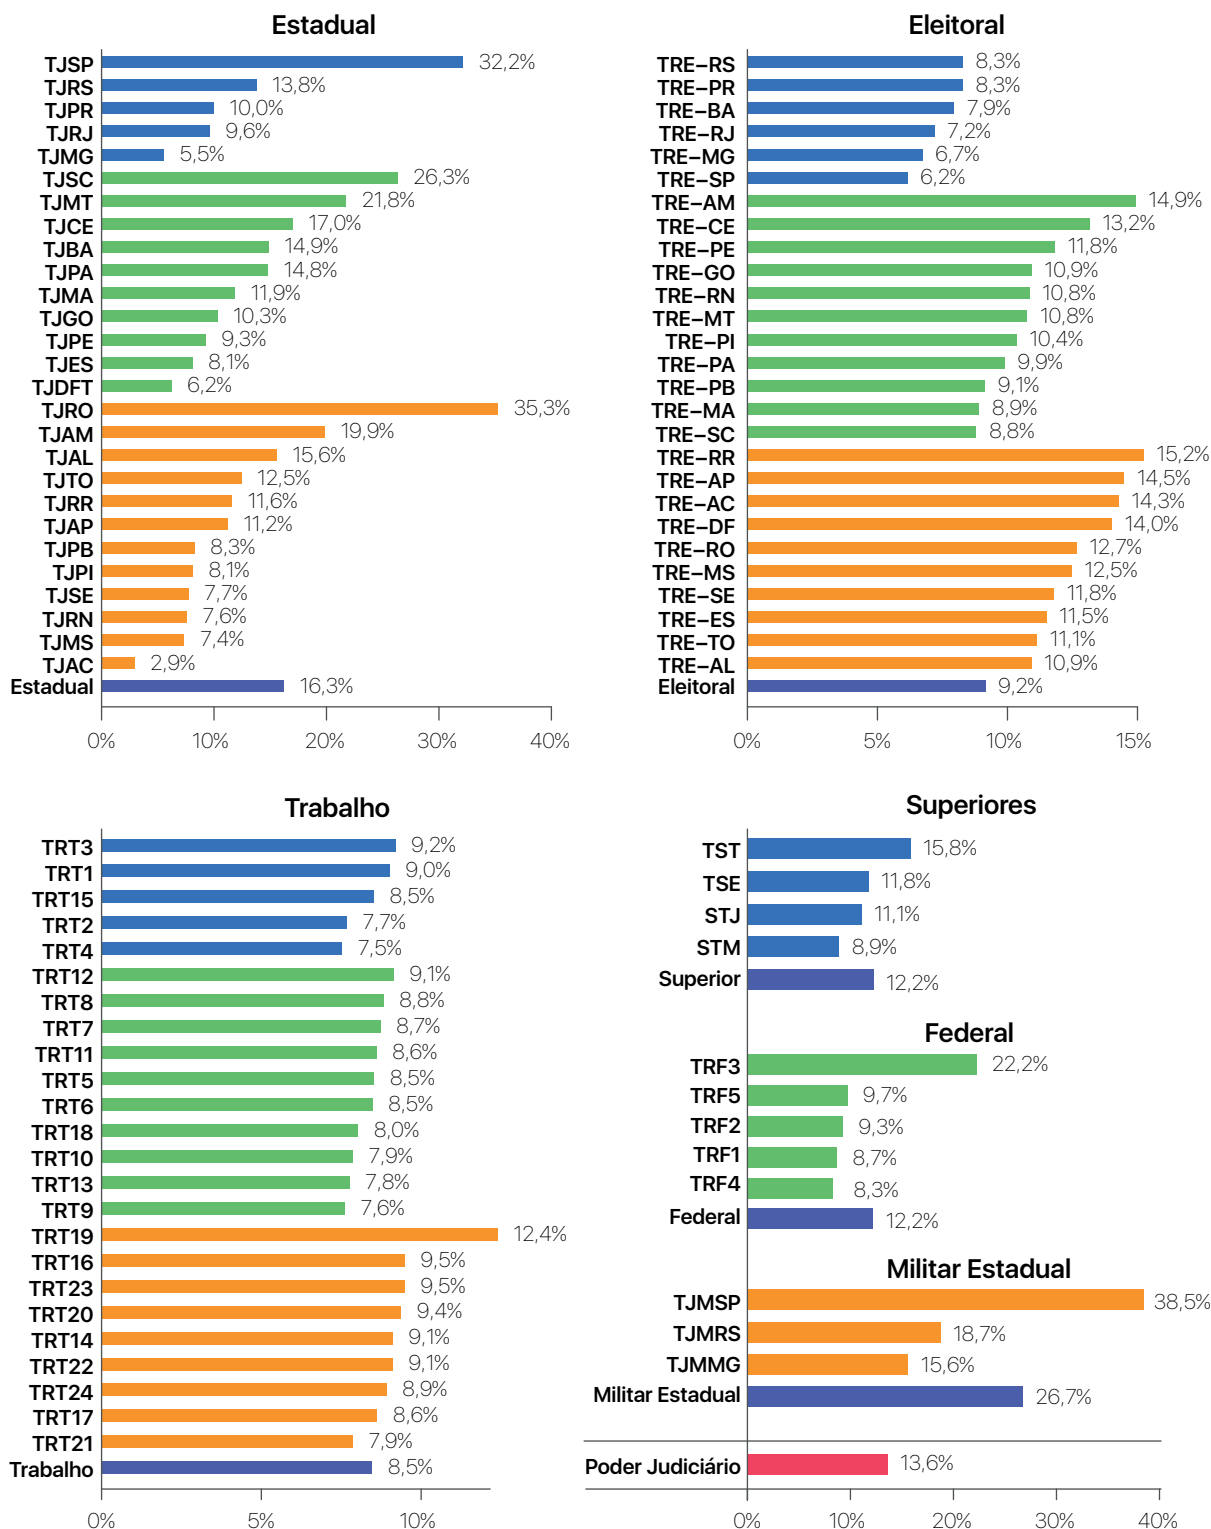 Estadual
TJSP 32,2%
TJRS 13,8%
TJPR 10,0%
TJRJ 9,6%
TJMG 5,5%
TJSC 26,3%
TJMT 21,8%
TJCE 17,0%
TJBA 14,9%
TJPA 14,8%
TJMA 11,9%
TJGO 10,3%
TJPE 9,3%
TJES 8,1%
TJDFT 6,2%
TJRO 35,3%
TJAM 19,9%
TJAL 15,6%
TJTO 12,5%
TJRR 11,6%
TJAP 11,2%
TJPB 8,3%
TJPI 8,1%
TJSE 7,7%
TJRN 7,6%
TJMS 7,4%
TJAC 2,9%
Estadual 16,3%
0% 10% 20% 30% 40%
Eleitoral
TRE–RS 8,3%
TRE–PR 8,3%
TRE–BA 7,9%
TRE–RJ 7,2%
TRE–MG 6,7%
TRE–SP 6,2%
TRE–AM 14,9%
TRE–CE 13,2%
TRE–PE 11,8%
TRE–GO 10,9%
TRE–RN 10,8%
TRE–MT 10,8%
TRE–PI 10,4%
TRE–PA 9,9%
TRE–PB 9,1%
TRE–MA 8,9%
TRE–SC 8,8%
TRE–RR 15,2%
TRE–AP 14,5%
TRE–AC 14,3%
TRE–DF 14,0%
TRE–RO 12,7%
TRE–MS 12,5%
TRE–SE 11,8%
TRE–ES 11,5%
TRE–TO 11,1%
TRE–AL 10,9%
Eleitoral 9,2%
0% 5% 10% 15%
Trabalho
TRT3 9,2%
TRT1 9,0%
TRT15 8,5%
TRT2 7,7%
TRT4 7,5%
TRT12 9,1%
TRT8 8,8%
TRT7 8,7%
TRT11 8,6%
TRT5 8,5%
TRT6 8,5%
TRT18 8,0%
TRT10 7,9%
TRT13 7,8%
TRT9 7,6%
TRT19 12,4%
TRT16 9,5%
TRT23 9,5%
TRT20 9,4%
TRT14 9,1%
TRT22 9,1%
TRT24 8,9%
TRT17 8,6%
TRT21 7,9%
Trabalho 8,5%
0% 5% 10%
Superiores
TST 15,8%
TSE 11,8%
STJ 11,1%
STM 8,9%
Superior 12,2%
Federal
TRF3 22,2%
TRF5 9,7%
TRF2 9,3%
TRF1 8,7%
TRF4 8,3%
Federal 12,2%
Militar Estadual
TJMSP 38,5%
TJMRS 18,7%
TJMMG 15,6%
Militar Estadual 26,7%
Poder Judiciário 13,6%
0% 10% 20% 30% 40%